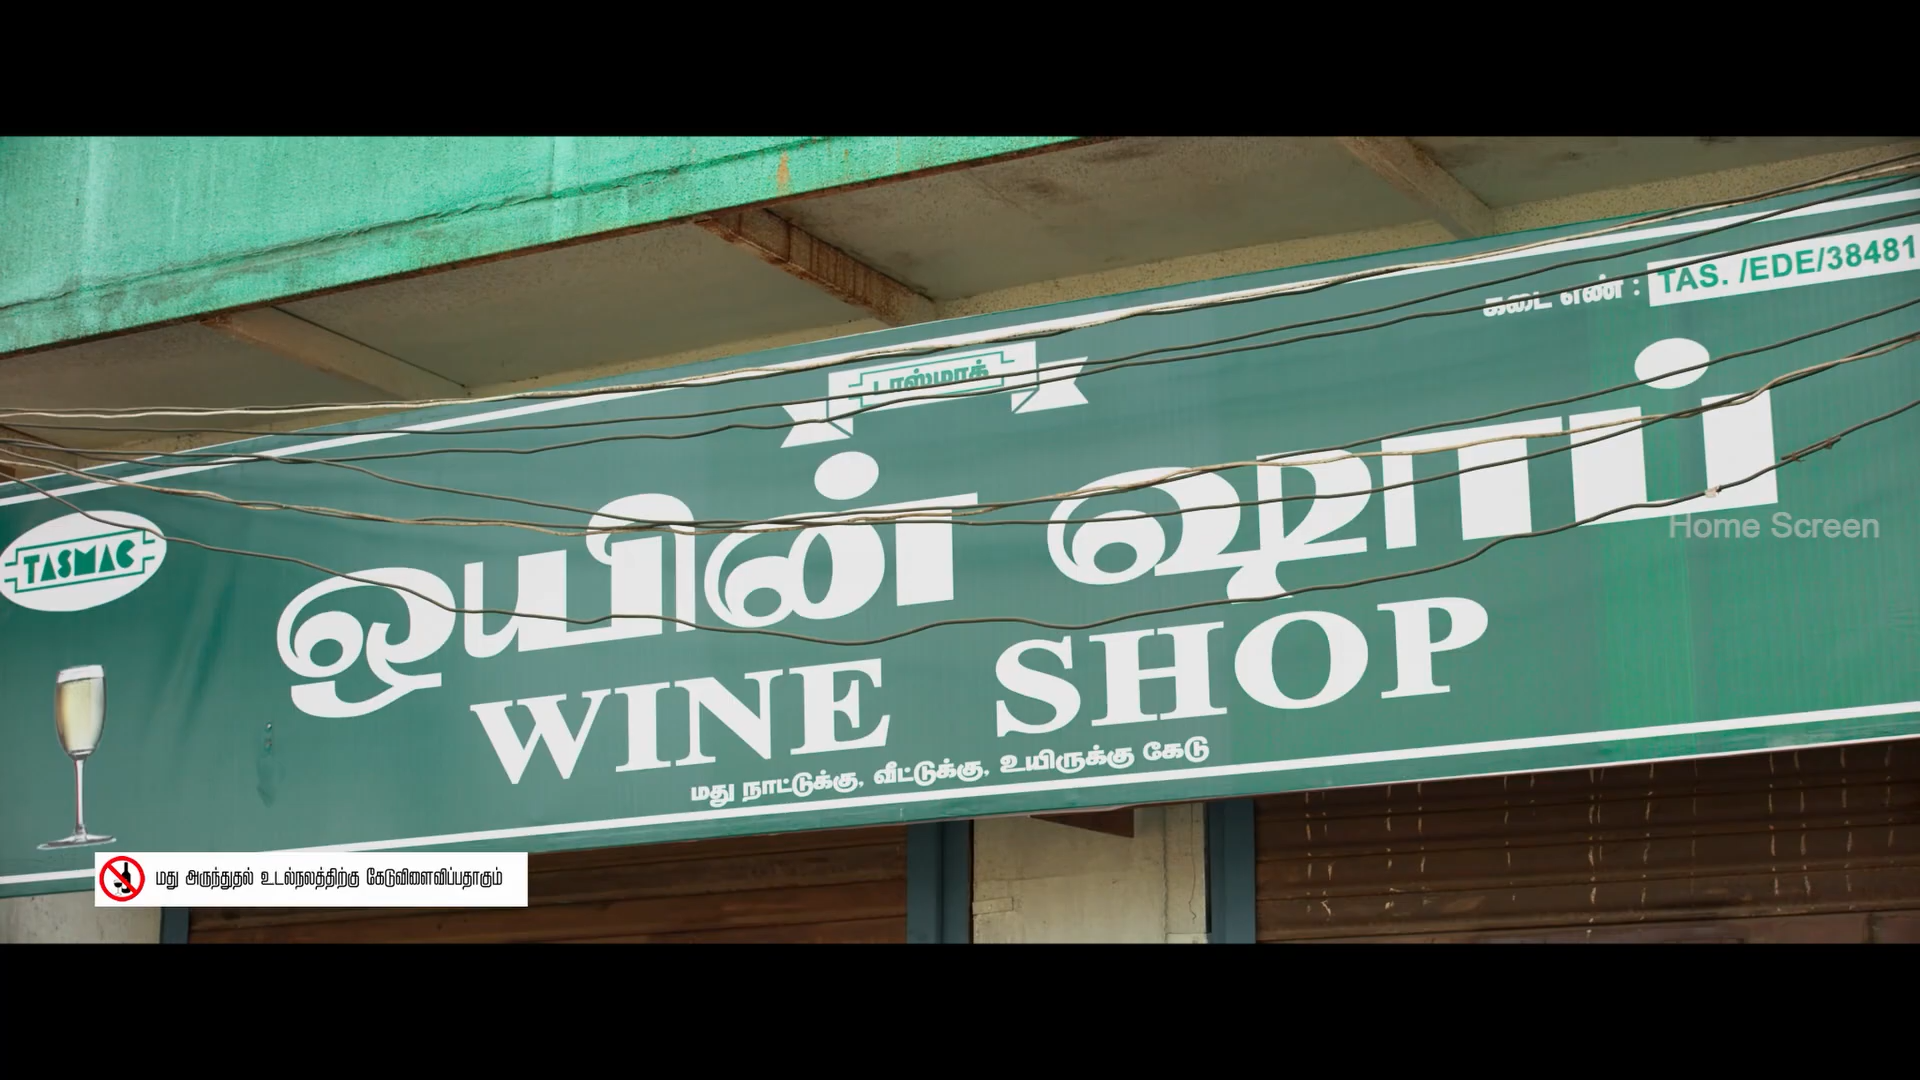 கடை எண் : TAS. /EDE/38481
டாஸ்மாக்
TASMAC
ஒயின் ஷாப்
Home Screen
WINE SHOP
மது நாட்டுக்கு, வீட்டுக்கு, உயிருக்கு கேடு
மது அருந்துதல் உடல்நலத்திற்கு கேடுவிளைவிப்பதாகும்